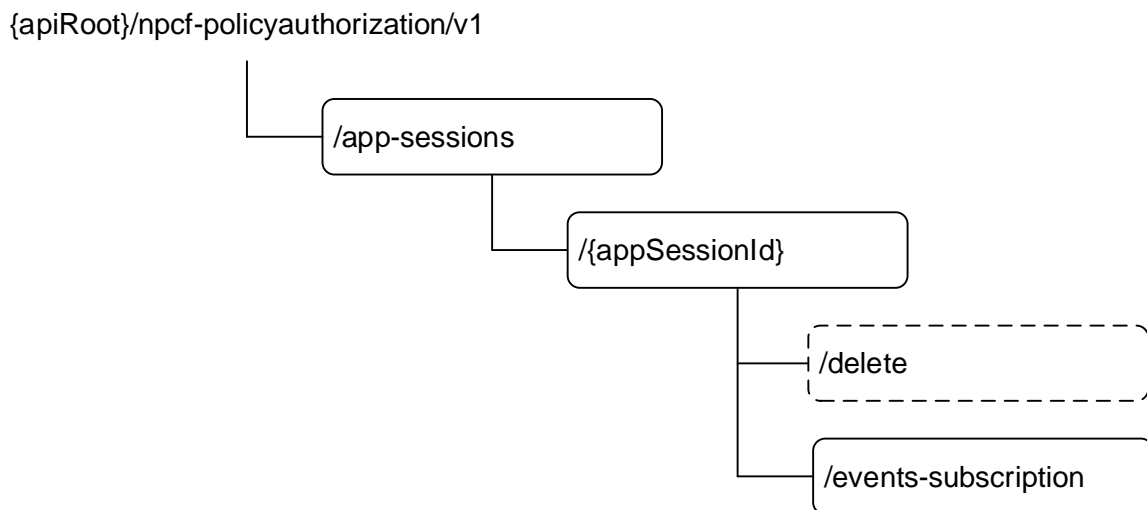 {apiRoot}/npcf-policyauthorization/v1
/app-sessions
/{appSessionId}
/delete
/events-subscription